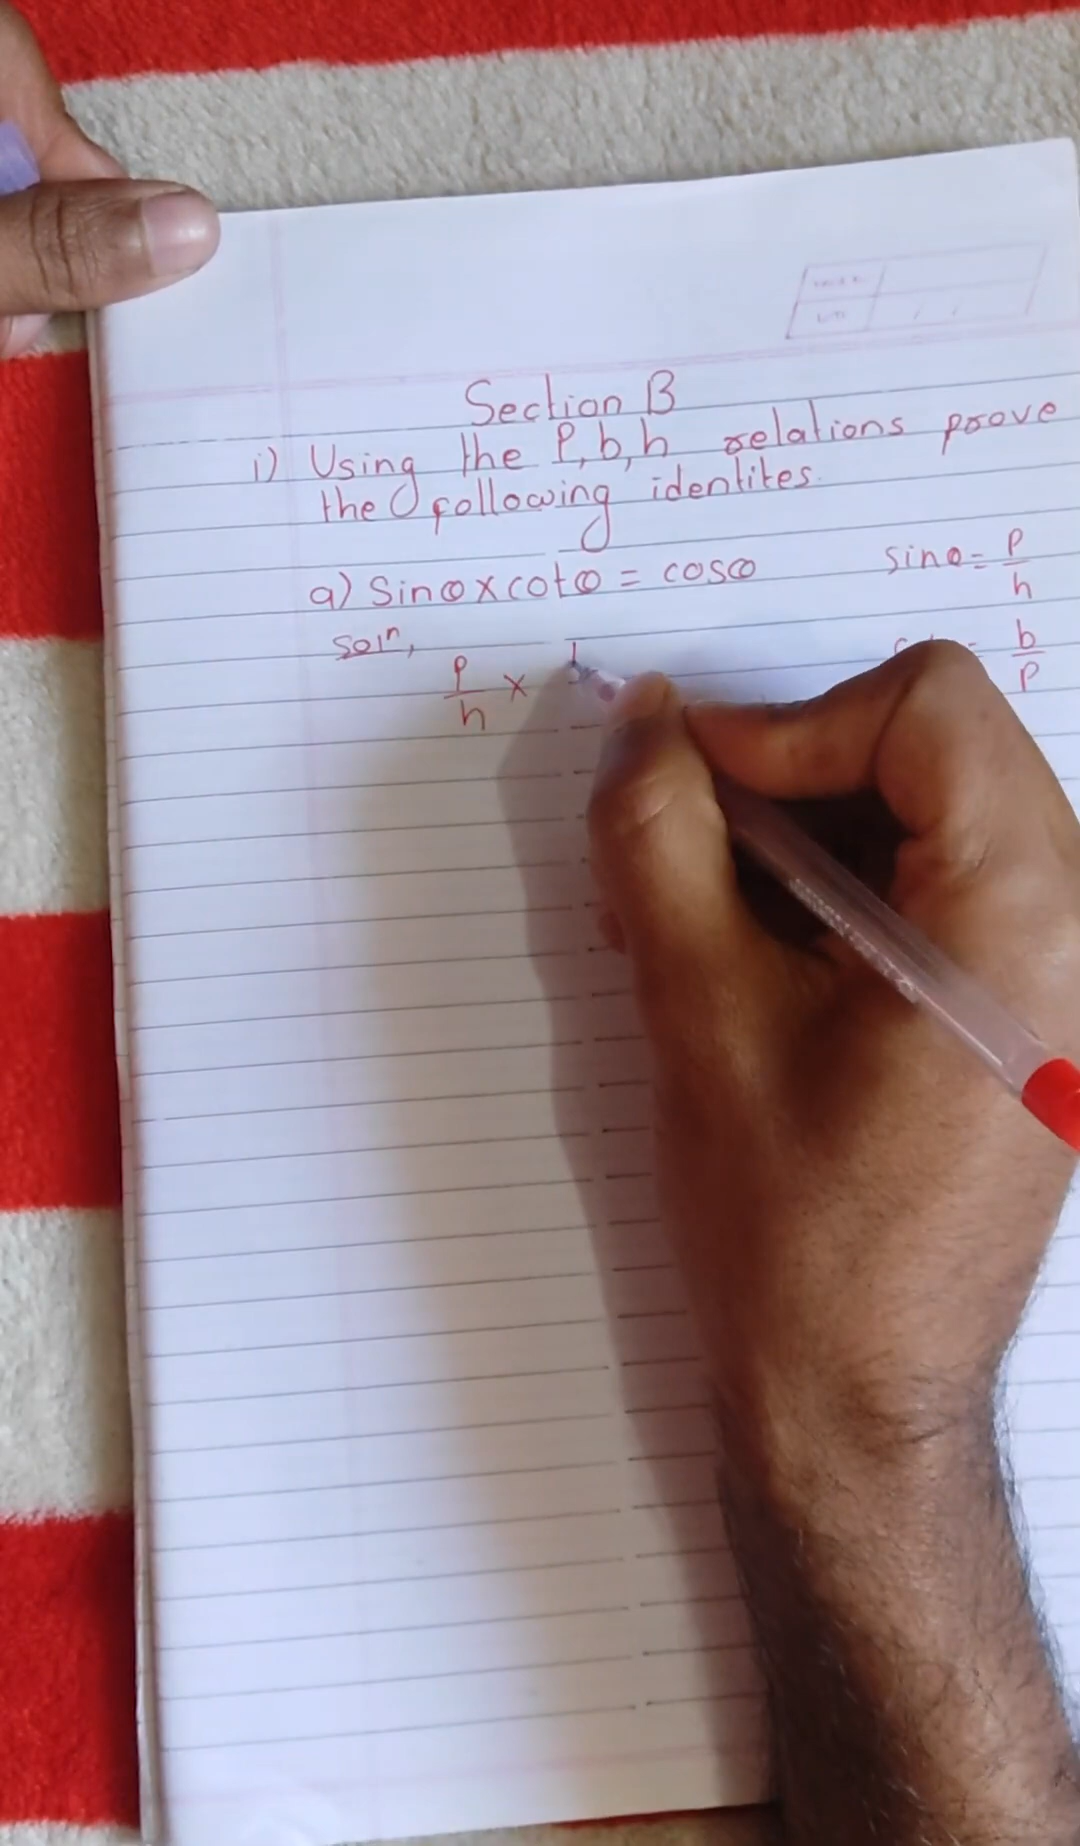 Section B
i) Using the P, b, h relations prove
the following identites.
a) Sinθ x cotθ = cosθ
sinθ = P/h
Solⁿ,
P/h x
= b/P